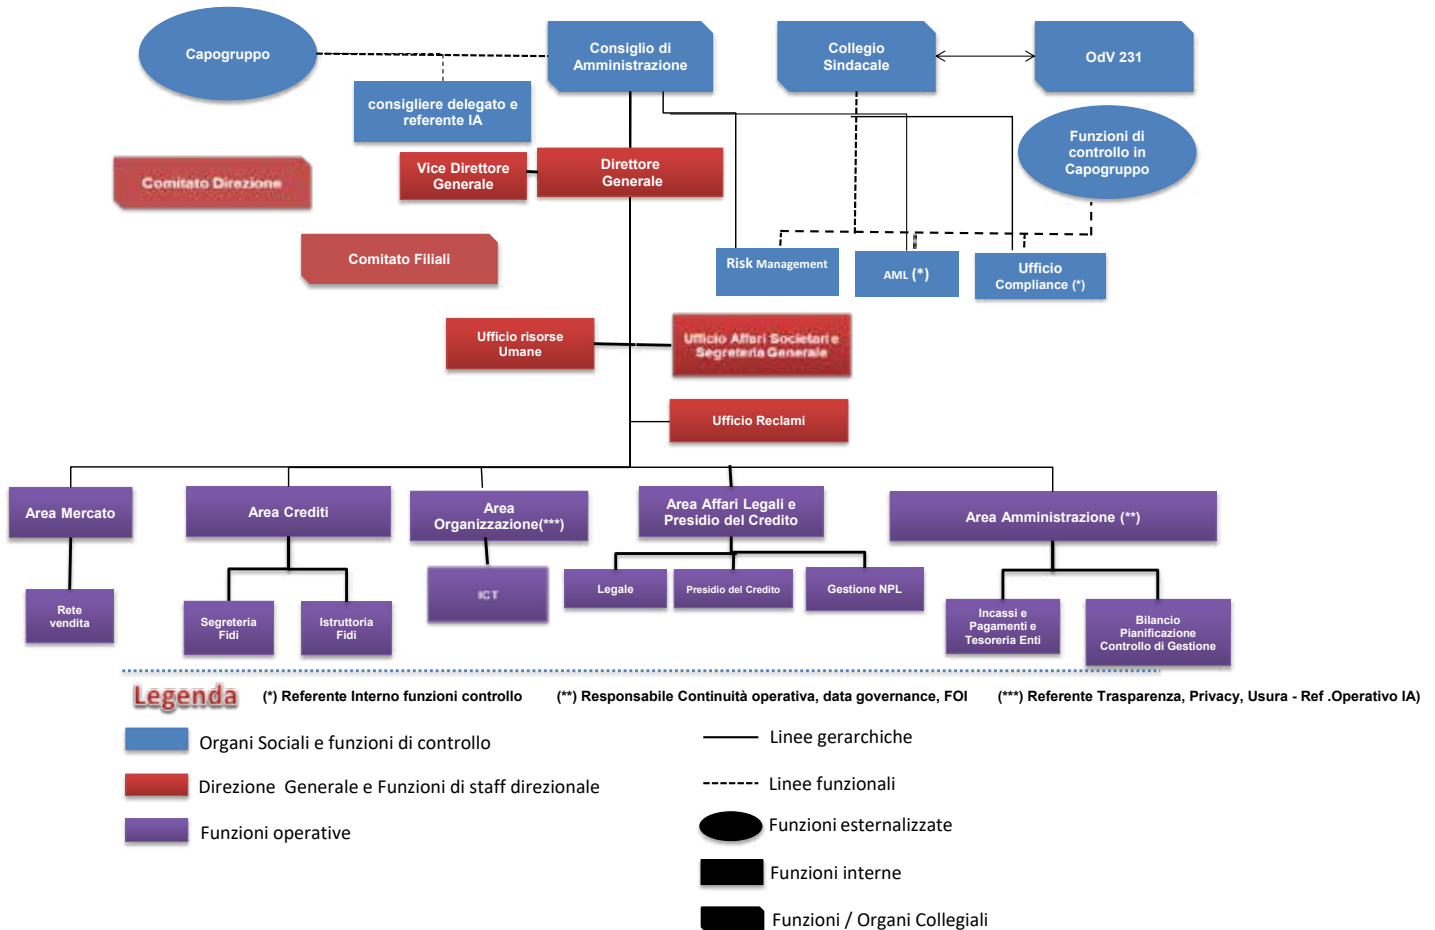 Capogruppo
Consiglio di
Amministrazione
Collegio
Sindacale
OdV 231
consigliere delegato e
referente IA
Funzioni di
controllo in
Capogruppo
Comitato Direzione
Vice Direttore
Generale
Direttore
Generale
Comitato Filiali
Risk Management
AML (*)
Ufficio
Compliance (*)
Ufficio risorse
Umane
Ufficio Affari Societari e
Segreteria Generale
Ufficio Reclami
Area Mercato
Area Crediti
Area
Organizzazione(***)
Area Affari Legali e
Presidio del Credito
Area Amministrazione (**)
Rete
vendita
Segreteria
Fidi
Istruttoria
Fidi
ICT
Legale
Presidio del Credito
Gestione NPL
Incassi e
Pagamenti e
Tesoreria Enti
Bilancio
Pianificazione
Controllo di Gestione
Legenda
(*) Referente Interno funzioni controllo
(**) Responsabile Continuità operativa, data governance, FOI
(***) Referente Trasparenza, Privacy, Usura - Ref .Operativo IA)
Organi Sociali e funzioni di controllo
Linee gerarchiche
Direzione Generale e Funzioni di staff direzionale
Linee funzionali
Funzioni operative
Funzioni esternalizzate
Funzioni interne
Funzioni / Organi Collegiali